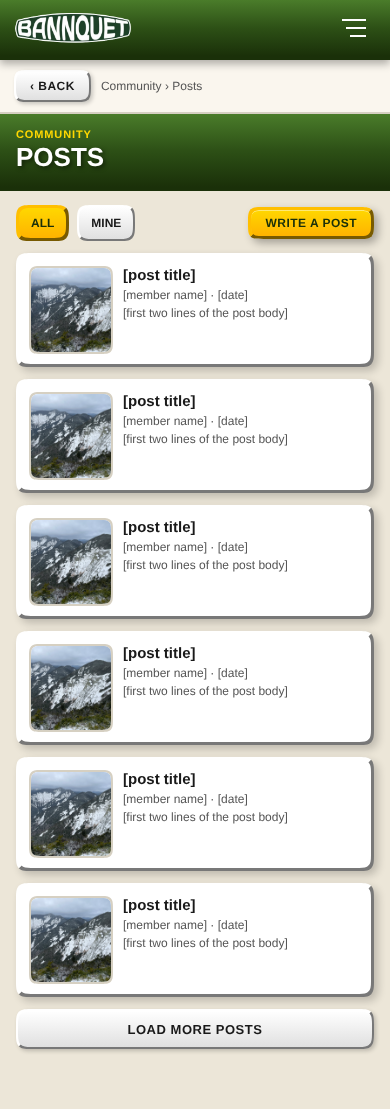 BANNQUET
‹ BACK
Community › Posts
COMMUNITY
POSTS
ALL
MINE
WRITE A POST
[post title]
[member name] · [date]
[first two lines of the post body]
[post title]
[member name] · [date]
[first two lines of the post body]
[post title]
[member name] · [date]
[first two lines of the post body]
[post title]
[member name] · [date]
[first two lines of the post body]
[post title]
[member name] · [date]
[first two lines of the post body]
[post title]
[member name] · [date]
[first two lines of the post body]
LOAD MORE POSTS